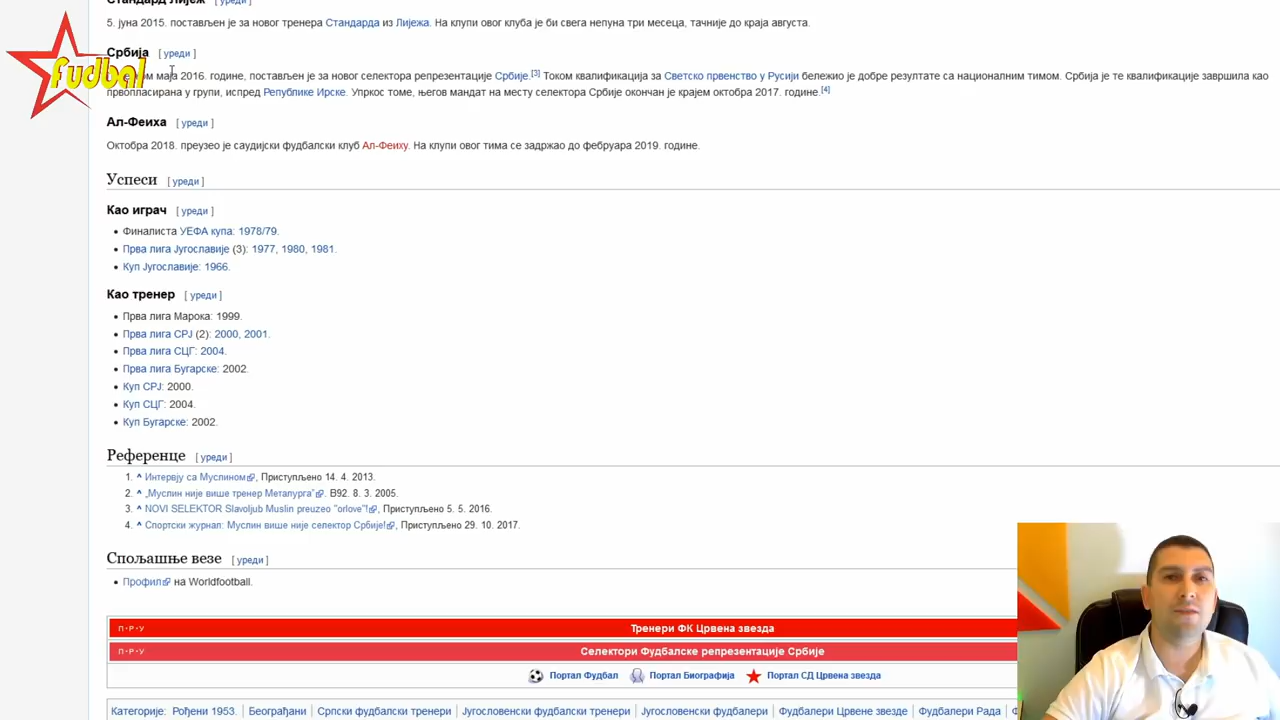 Стандард Лијеж [ уреди ]
5. јуна 2015. постављен је за новог тренера Стандарда из Лијежа. На клупи овог клуба је би свега непуна три месеца, тачније до краја августа.
Србија [ уреди ]
fudbal
маја 2016. године, постављен је за новог селектора репрезентације Србије.[3] Током квалификација за Светско првенство у Русији бележио је добре резултате са националним тимом. Србија је те квалификације завршила као
првопласирана у групи, испред Републике Ирске. Упркос томе, његов мандат на месту селектора Србије окончан је крајем октобра 2017. године.[4]
Ал-Феиха [ уреди ]
Октобра 2018. преузео је саудијски фудбалски клуб Ал-Феиху. На клупи овог тима се задржао до фебруара 2019. године.
Успеси [ уреди ]
Као играч [ уреди ]
• Финалиста УЕФА купа: 1978/79.
• Прва лига Југославије (3): 1977, 1980, 1981.
• Куп Југославије: 1966.
Као тренер [ уреди ]
• Прва лига Марока: 1999.
• Прва лига СРЈ (2): 2000, 2001.
• Прва лига СЦГ: 2004.
• Прва лига Бугарске: 2002.
• Куп СРЈ: 2000.
• Куп СЦГ: 2004.
• Куп Бугарске: 2002.
Референце [ уреди ]
1. ^ Интервју са Муслином, Приступљено 14. 4. 2013.
2. ^ „Муслин није више тренер Металурга”. B92. 8. 3. 2005.
3. ^ NOVI SELEKTOR Slavoljub Muslin preuzeo "orlove"!, Приступљено 5. 5. 2016.
4. ^ Спортски журнал: Муслин више није селектор Србије!, Приступљено 29. 10. 2017.
Спољашње везе [ уреди ]
• Профил на Worldfootball.
П · Р · У Тренери ФК Црвена звезда
П · Р · У Селектори Фудбалске репрезентације Србије
Портал Фудбал Портал Биографија Портал СД Црвена звезда
Категорије: Рођени 1953. | Београђани | Српски фудбалски тренери | Југословенски фудбалски тренери | Југословенски фудбалери | Фудбалери Црвене звезде | Фудбалери Рада |